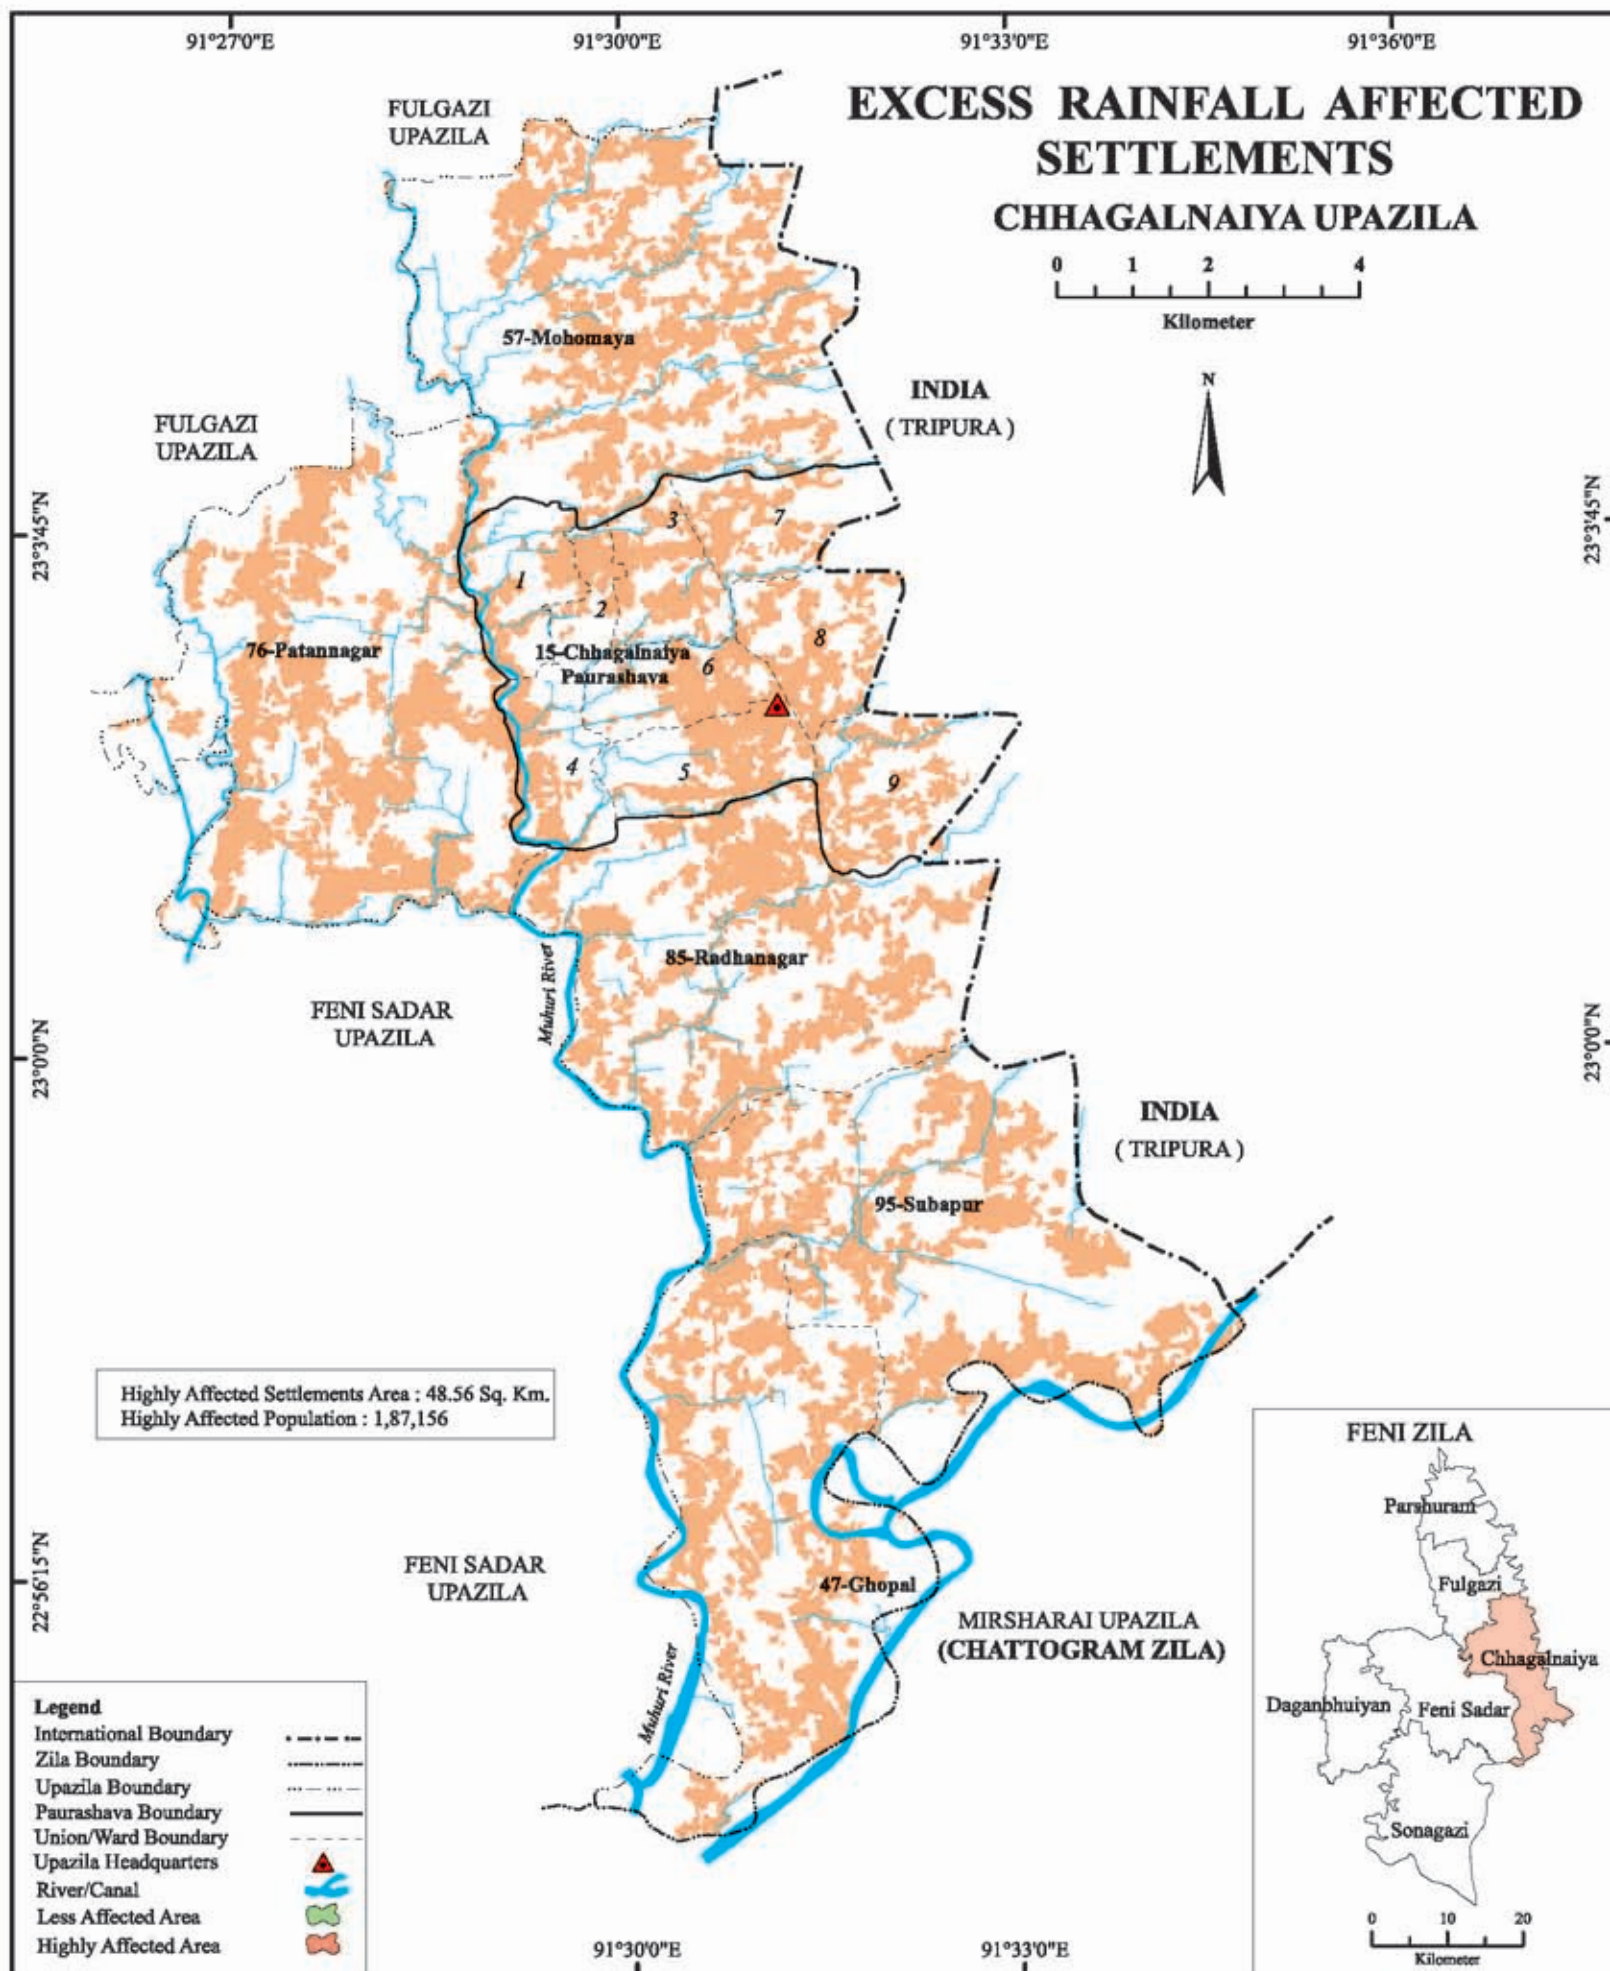 91°27'0"E
91°30'0"E
91°33'0"E
91°36'0"E
EXCESS RAINFALL AFFECTED
SETTLEMENTS
CHHAGALNAIYA UPAZILA
0 1 2 4
Kilometer
N
FULGAZI
UPAZILA
57-Mohomaya
INDIA
( TRIPURA )
FULGAZI
UPAZILA
23°3'45"N
23°3'45"N
3
7
1
2
8
76-Patannagar
15-Chhagalnaiya
Paurashava
6
4
5
9
85-Radhanagar
Muhuri River
FENI SADAR
UPAZILA
23°0'0"N
23°0'0"N
INDIA
( TRIPURA )
95-Subapur
Highly Affected Settlements Area : 48.56 Sq. Km.
Highly Affected Population : 1,87,156
FENI SADAR
UPAZILA
22°56'15"N
47-Ghopal
MIRSHARAI UPAZILA
(CHATTOGRAM ZILA)
Muhuri River
Legend
International Boundary
Zila Boundary
Upazila Boundary
Paurashava Boundary
Union/Ward Boundary
Upazila Headquarters
River/Canal
Less Affected Area
Highly Affected Area
FENI ZILA
Parshuram
Fulgazi
Chhagalnaiya
Daganbhuiyan
Feni Sadar
Sonagazi
0 10 20
Kilometer
91°30'0"E
91°33'0"E